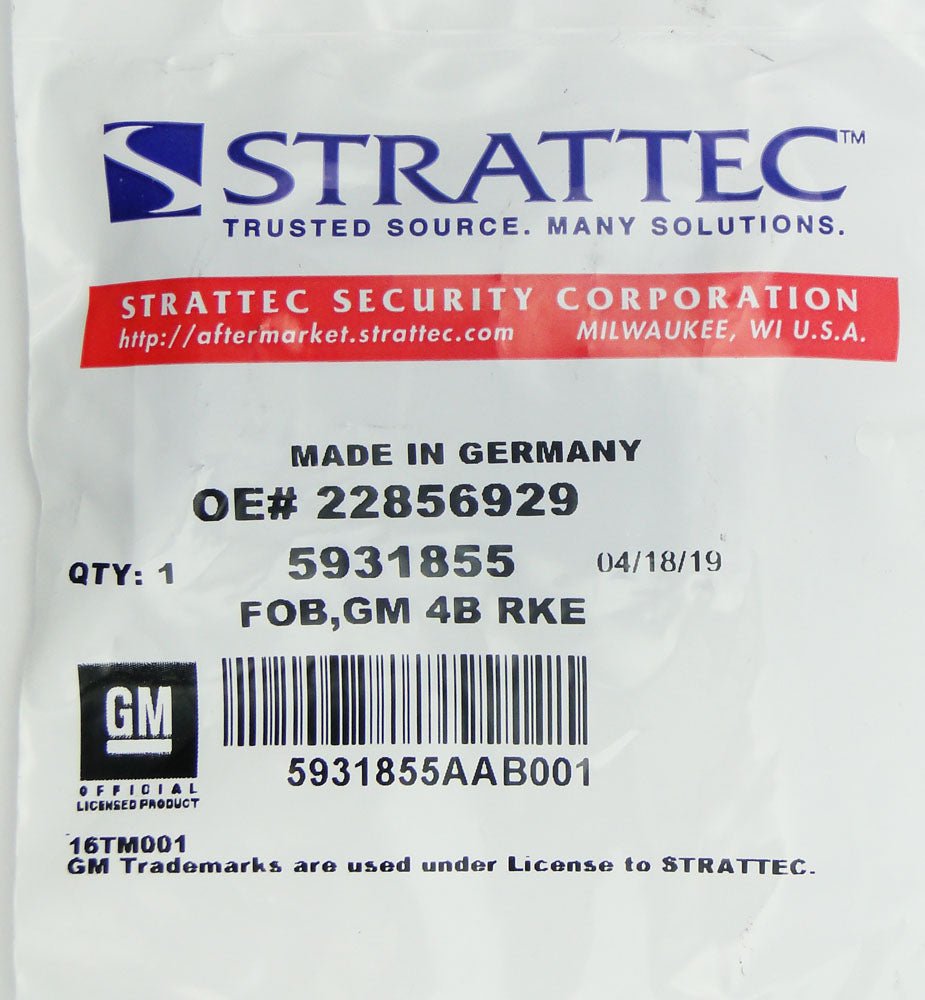 STRATTEC™
TRUSTED SOURCE. MANY SOLUTIONS.
STRATTEC SECURITY CORPORATION
http://aftermarket.strattec.com MILWAUKEE, WI U.S.A.
MADE IN GERMANY
OE# 22856929
QTY: 1 5931855 04/18/19
FOB,GM 4B RKE
GM
OFFICIAL
LICENSED PRODUCT
5931855AAB001
16TM001
GM Trademarks are used under License to STRATTEC.